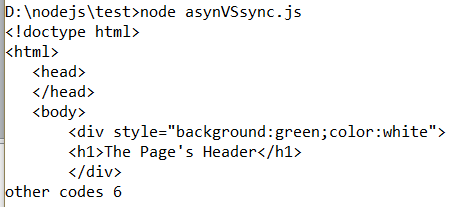 D:\nodejs\test>node asynVSsync.js
<!doctype html>
<html>
<head>
</head>
<body>
<div style="background:green;color:white">
<h1>The Page's Header</h1>
</div>
other codes 6